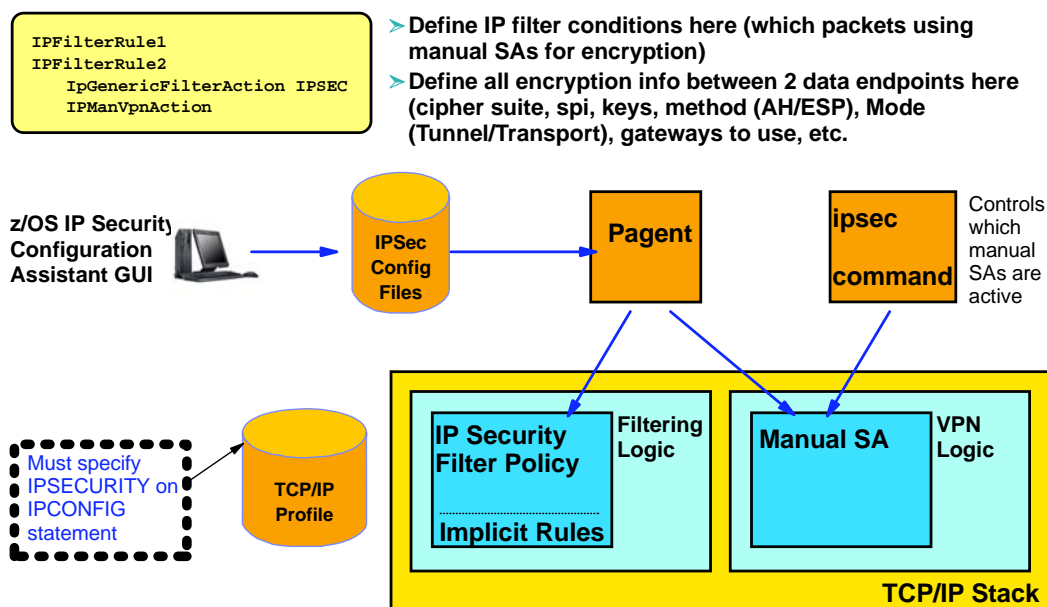 IPFilterRule1
IPFilterRule2
IpGenericFilterAction IPSEC
IPManVpnAction
➢ Define IP filter conditions here (which packets using
manual SAs for encryption)
➢ Define all encryption info between 2 data endpoints here
(cipher suite, spi, keys, method (AH/ESP), Mode
(Tunnel/Transport), gateways to use, etc.
z/OS IP Security
Configuration
Assistant GUI
IPSec
Config
Files
Pagent
ipsec
command
Controls
which
manual
SAs are
active
Must specify
IPSECURITY on
IPCONFIG
statement
TCP/IP
Profile
IP Security
Filter Policy
Implicit Rules
Filtering
Logic
Manual SA
VPN
Logic
TCP/IP Stack